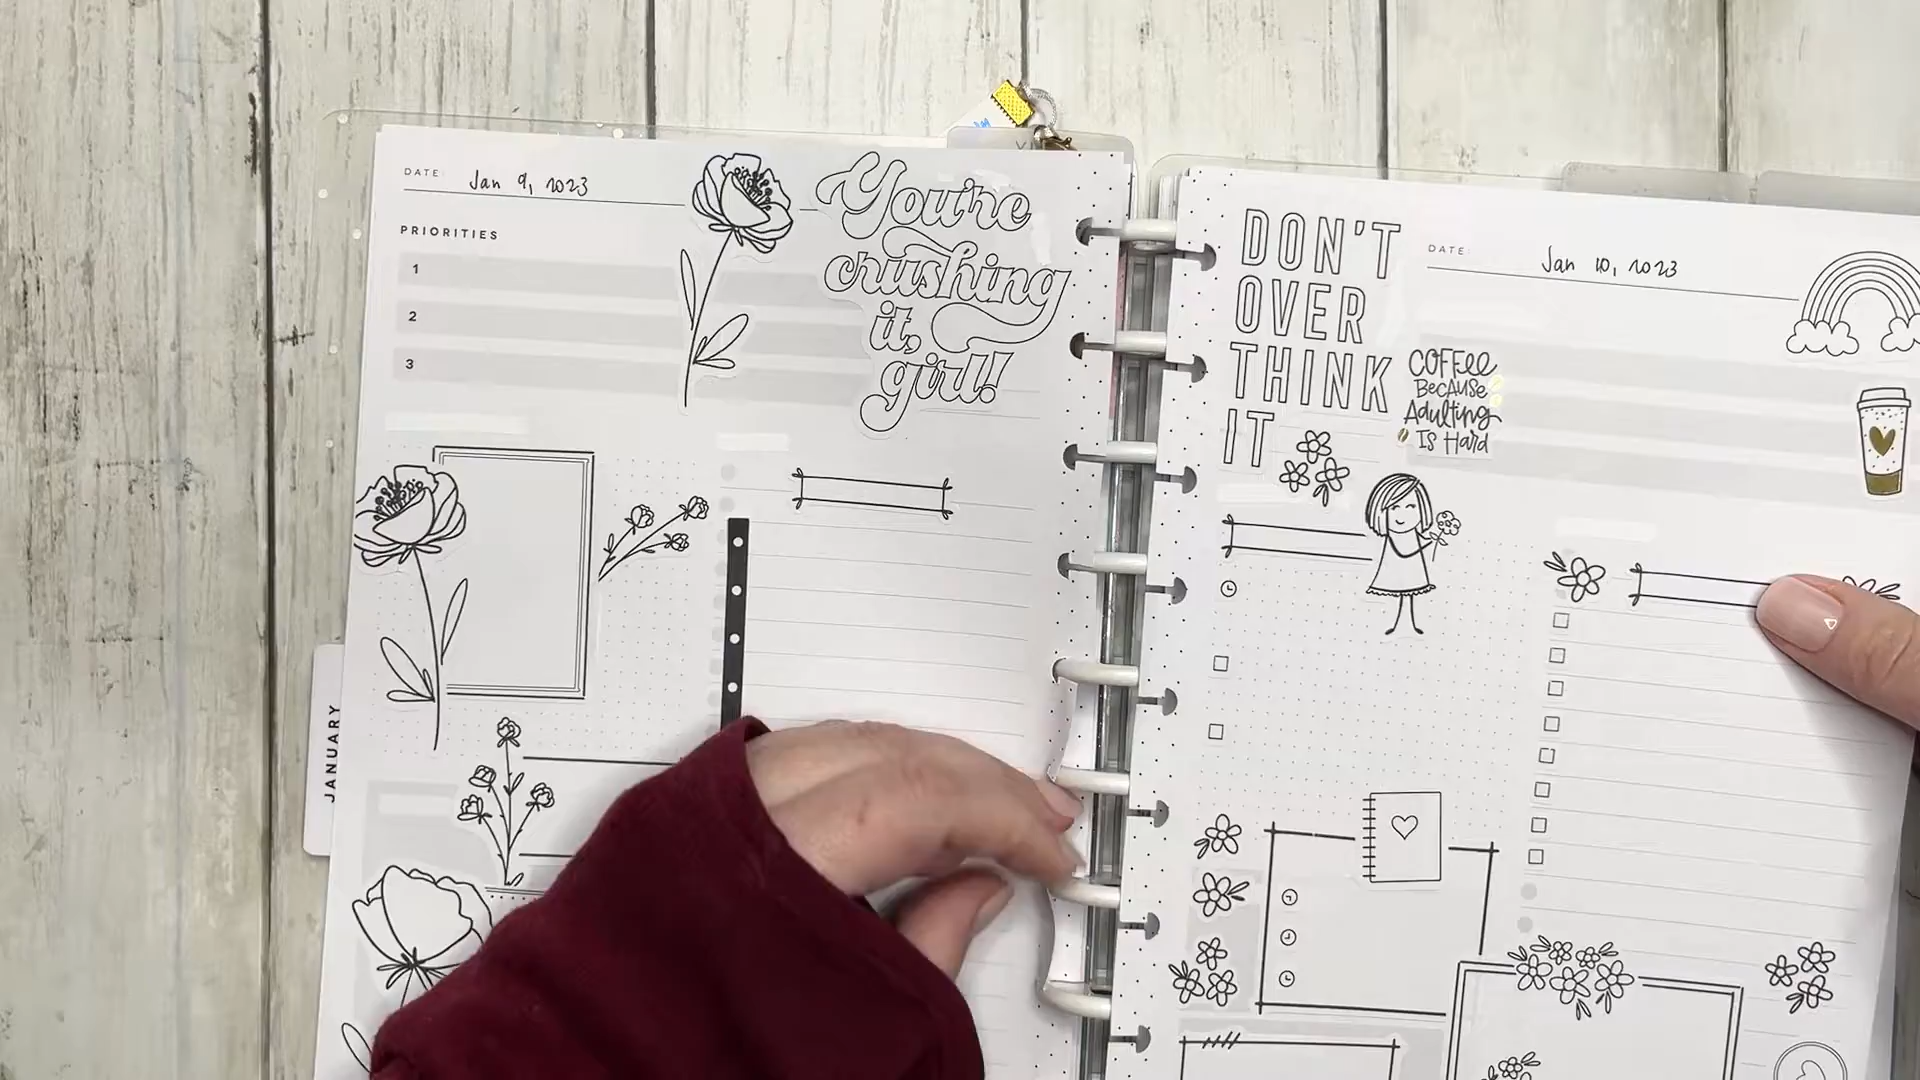 DATE: Jan 9, 2023
PRIORITIES
1
2
3
You're
crushing
it,
girl!
JANUARY
DON'T
OVER
THINK
IT
DATE: Jan 10, 2023
COFFEE
BECAUSE
ADULTING
IS HARD